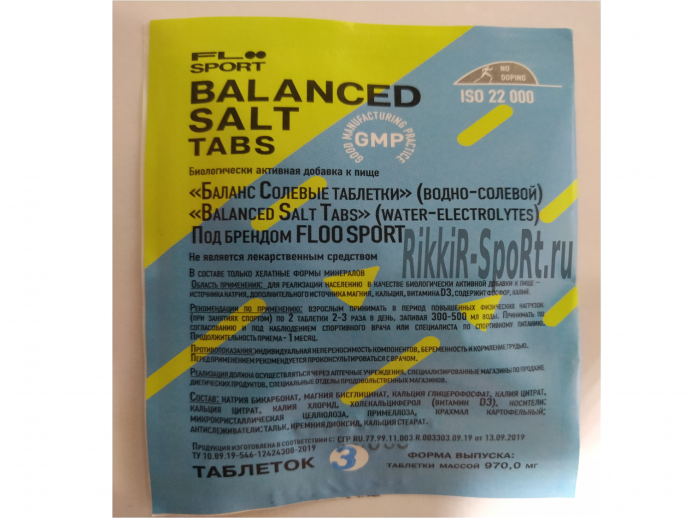 FLOO
SPORT
BALANCED
SALT
TABS
NO
DOPING
ISO 22 000
GOOD MANUFACTURING PRACTICE
GMP
Биологически активная добавка к пище
«Баланс Солевые таблетки» (водно-солевой)
«Balanced Salt Tabs» (water-electrolytes)
Под брендом FLOO SPORT
RikkiR-SpoRt.ru
Не является лекарственным средством
В составе только хелатные формы минералов
Область применения: для реализации населению в качестве биологически активной добавки к пище –
источника натрия, дополнительного источника магния, кальция, витамина D3, содержит фосфор, калий.
Рекомендации по применению: взрослым принимать в период повышенных физических нагрузок
(при занятиях спортом) по 2 таблетки 2-3 раза в день, запивая 300-500 мл воды. Принимать по
согласованию и под наблюдением спортивного врача или специалиста по спортивному питанию.
Продолжительность приема - 1 месяц.
Противопоказания: индивидуальная непереносимость компонентов, беременность и кормление грудью.
Перед применением рекомендуется проконсультироваться с врачом.
Реализация должна осуществляться через аптечные учреждения, специализированные магазины по продаже
диетических продуктов, специальные отделы продовольственных магазинов.
Состав: натрия бикарбонат, магния бисглицинат, кальция глицерофосфат, калия цитрат,
кальция цитрат, калия хлорид, холекальциферол (витамин D3), носители:
микрокристаллическая целлюлоза, примеллоза, крахмал картофельный;
антислеживатели: тальк, кремния диоксид, кальция стеарат.
Продукция изготовлена в соответствии с: СГР RU.77.99.11.003.R.003303.09.19 от 13.09.2019
ТУ 10.89.19-546-12424308-2019
ТАБЛЕТОК 3
ФОРМА ВЫПУСКА:
ТАБЛЕТКИ МАССОЙ 970,0 МГ